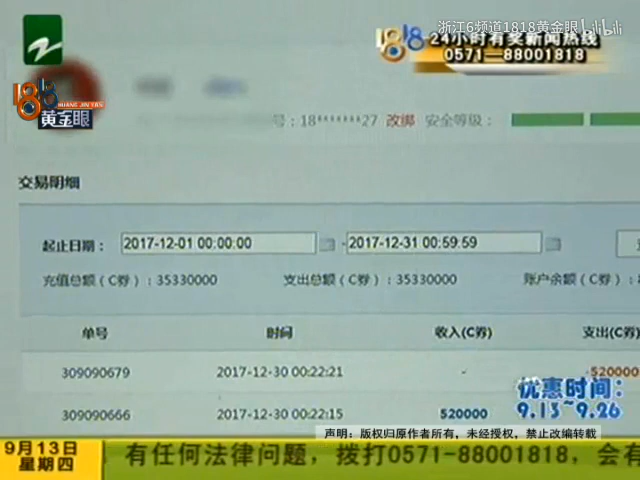 浙江6频道1818黄金眼 bilibili
1818
24小时有奖新闻热线
0571—88001818
1818
HUANG JIN YAN
黄金眼
号：18*******27 改绑 安全等级：
交易明细
起止日期： 2017-12-01 00:00:00 - 2017-12-31 00:59:59
充值总额（C券）：35330000 支出总额（C券）：35330000 账户余额（C券）：
单号 时间 收入(C券) 支出(C券)
309090679 2017-12-30 00:22:21 - -520000
309090666 2017-12-30 00:22:15 520000
优惠时间：
9.13~9.26
声明：版权归原作者所有，未经授权，禁止改编转载
9月13日
星期四
有任何法律问题，拨打0571-88001818，会有